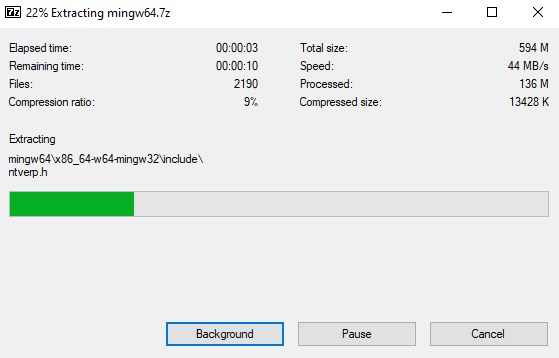 7z 22% Extracting mingw64.7z
Elapsed time: 00:00:03 Total size: 594 M
Remaining time: 00:00:10 Speed: 44 MB/s
Files: 2190 Processed: 136 M
Compression ratio: 9% Compressed size: 13428 K
Extracting
mingw64\x86_64-w64-mingw32\include\
ntverp.h
Background Pause Cancel